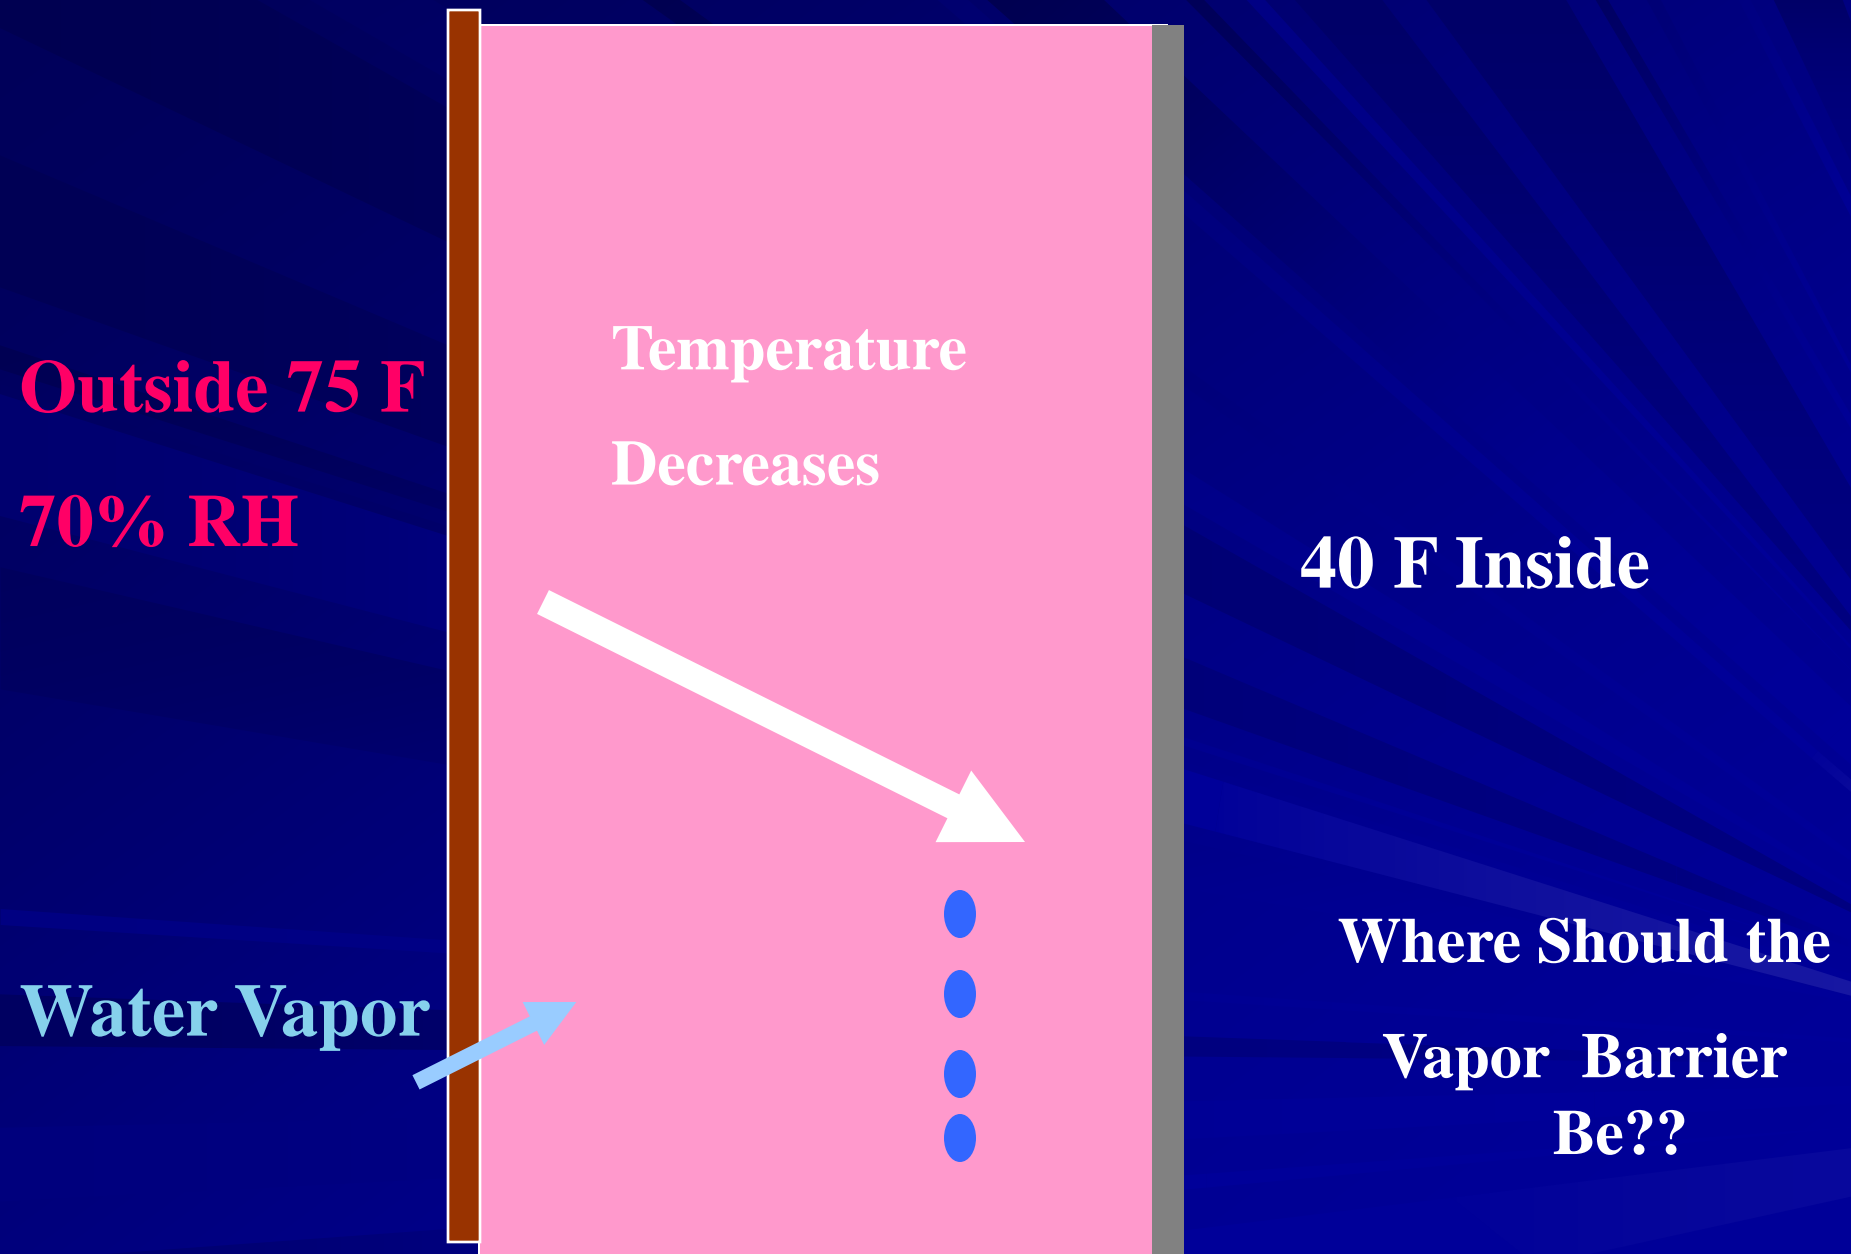 Outside 75 F
70% RH
Temperature
Decreases
40 F Inside
Water Vapor
Where Should the
Vapor Barrier
Be??